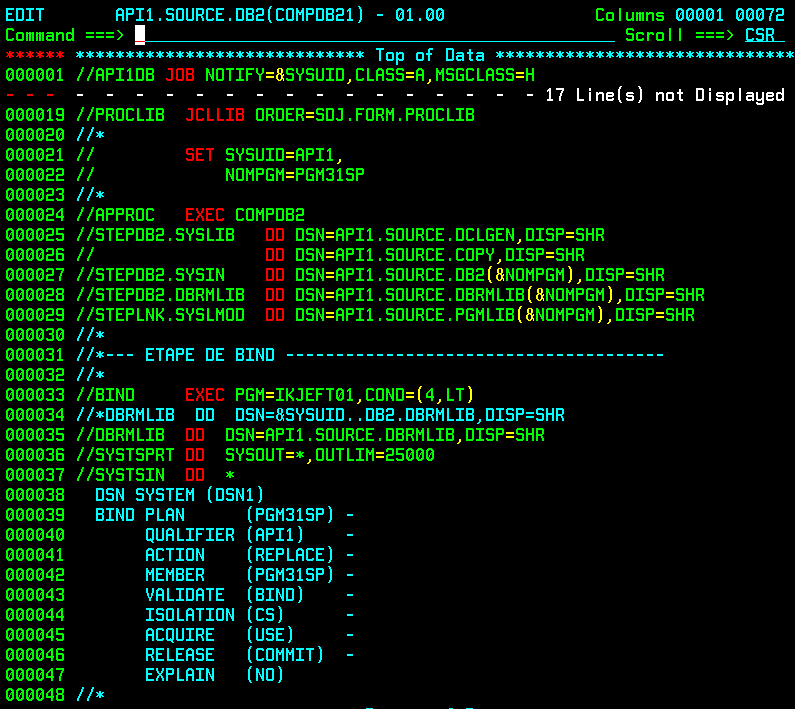 EDIT       API1.SOURCE.DB2(COMPDB21) - 01.00               Columns 00001 00072
Command ===>                                                  Scroll ===> CSR
****** ***************************** Top of Data ******************************
000001 //API1DB JOB NOTIFY=&SYSUID,CLASS=A,MSGCLASS=H
- - -  -  -  -  -  -  -  -  -  -  -  -  -  -  -  -  - 17 Line(s) not Displayed
000019 //PROCLIB  JCLLIB ORDER=SDJ.FORM.PROCLIB
000020 //*
000021 //         SET SYSUID=API1,
000022 //             NOMPGM=PGM31SP
000023 //*
000024 //APPROC   EXEC COMPDB2
000025 //STEPDB2.SYSLIB   DD DSN=API1.SOURCE.DCLGEN,DISP=SHR
000026 //                 DD DSN=API1.SOURCE.COPY,DISP=SHR
000027 //STEPDB2.SYSIN    DD DSN=API1.SOURCE.DB2(&NOMPGM),DISP=SHR
000028 //STEPDB2.DBRMLIB  DD DSN=API1.SOURCE.DBRMLIB(&NOMPGM),DISP=SHR
000029 //STEPLNK.SYSLMOD  DD DSN=API1.SOURCE.PGMLIB(&NOMPGM),DISP=SHR
000030 //*
000031 //*--- ETAPE DE BIND --------------------------------------
000032 //*
000033 //BIND     EXEC PGM=IKJEFT01,COND=(4,LT)
000034 //*DBRMLIB  DD  DSN=&SYSUID..DB2.DBRMLIB,DISP=SHR
000035 //DBRMLIB  DD  DSN=API1.SOURCE.DBRMLIB,DISP=SHR
000036 //SYSTSPRT DD  SYSOUT=*,OUTLIM=25000
000037 //SYSTSIN  DD  *
000038   DSN SYSTEM (DSN1)
000039   BIND PLAN      (PGM31SP) -
000040        QUALIFIER (API1)    -
000041        ACTION    (REPLACE) -
000042        MEMBER    (PGM31SP) -
000043        VALIDATE  (BIND)    -
000044        ISOLATION (CS)      -
000045        ACQUIRE   (USE)     -
000046        RELEASE   (COMMIT)  -
000047        EXPLAIN   (NO)
000048 //*